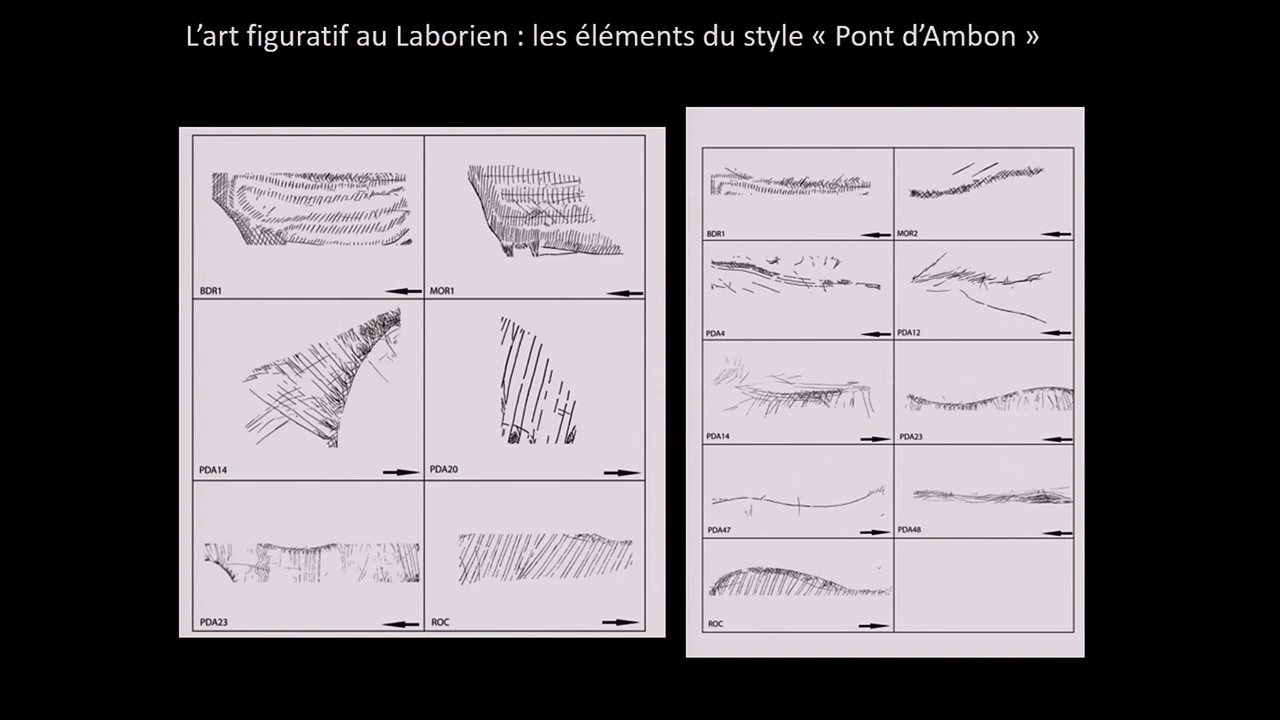 L’art figuratif au Laborien : les éléments du style « Pont d’Ambon »
BDR1
MOR1
PDA14
PDA20
PDA23
ROC
BDR1
MOR2
PDA4
PDA12
PDA14
PDA23
PDA47
PDA48
ROC